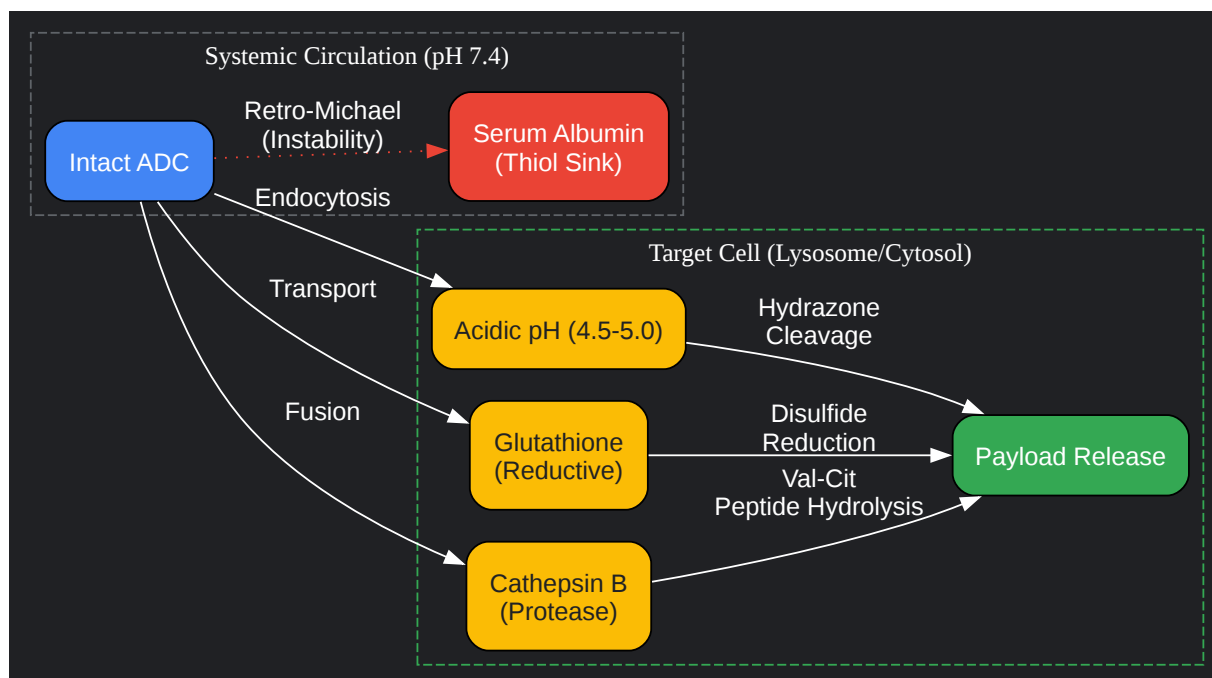 Systemic Circulation (pH 7.4)
Retro-Michael
(Instability)
Intact ADC
Serum Albumin
(Thiol Sink)
Endocytosis
Target Cell (Lysosome/Cytosol)
Transport
Acidic pH (4.5-5.0)
Hydrazone
Cleavage
Fusion
Glutathione
(Reductive)
Disulfide
Reduction
Payload Release
Val-Cit
Peptide Hydrolysis
Cathepsin B
(Protease)